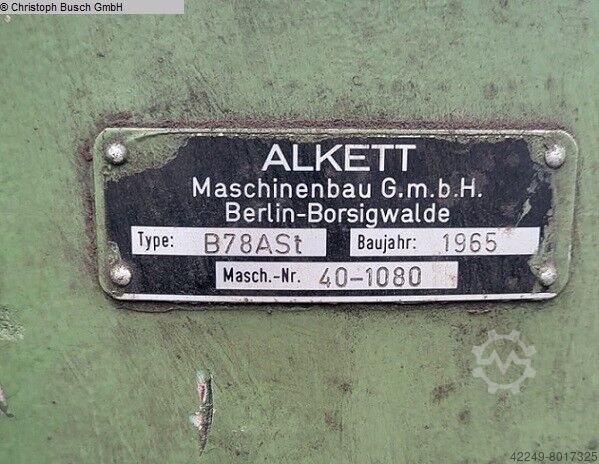 ® Christoph Busch GmbH
ALKETT
Maschinenbau G.m.b.H.
Berlin-Borsigwalde
Type: B78ASt Baujahr: 1965
Masch.-Nr. 40-1080
42249-8017325